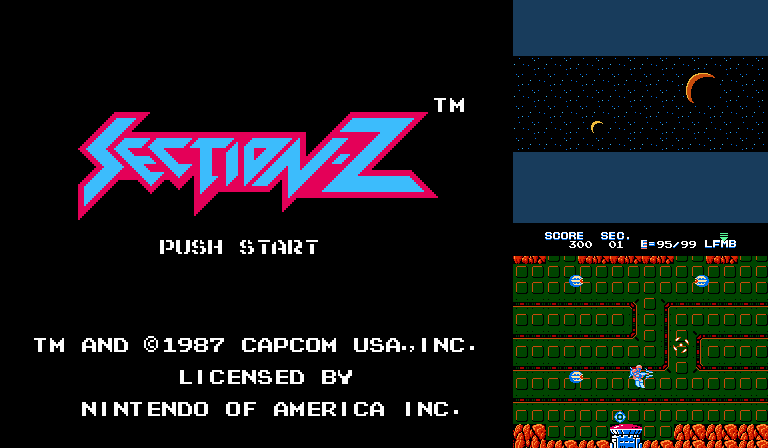 SECTION-Z TM
PUSH START
TM AND ©1987 CAPCOM USA.,INC.
LICENSED BY
NINTENDO OF AMERICA INC.
SCORE SEC.
300 01 E=95/99 LFMB